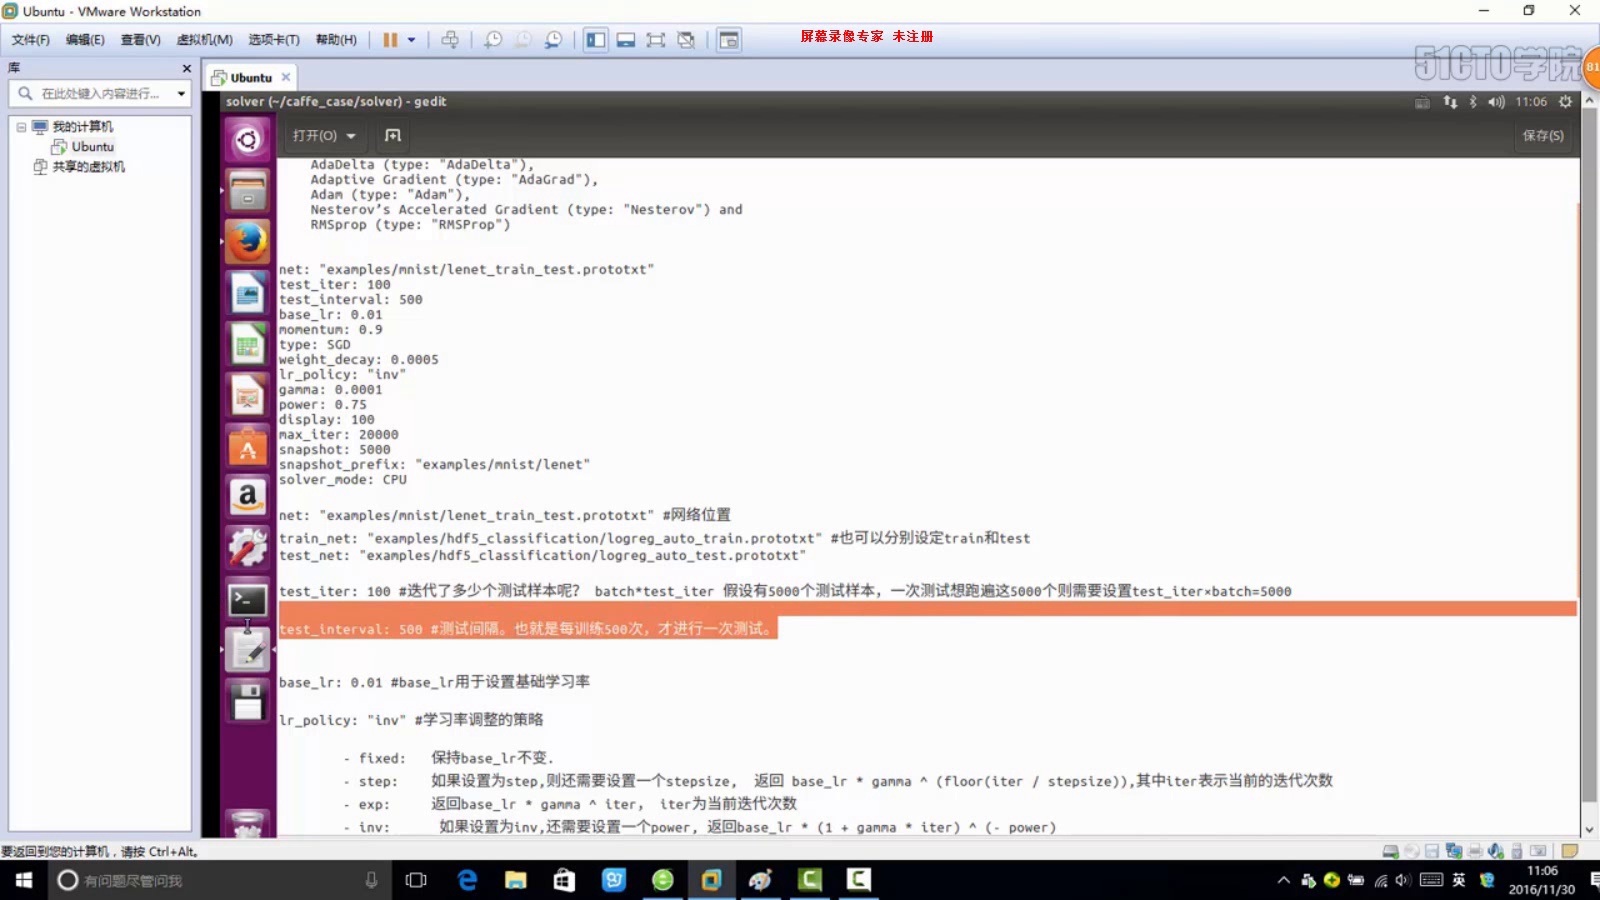 Ubuntu - VMware Workstation
文件(F) 编辑(E) 查看(V) 虚拟机(M) 选项卡(T) 帮助(H)
屏幕录像专家 未注册
51CTO学院
81
库
Ubuntu
在此处键入内容进行...
我的计算机
Ubuntu
共享的虚拟机
solver (~/caffe_case/solver) - gedit
11:06
打开(O)
保存(S)
AdaDelta (type: "AdaDelta"),
Adaptive Gradient (type: "AdaGrad"),
Adam (type: "Adam"),
Nesterov’s Accelerated Gradient (type: "Nesterov") and
RMSprop (type: "RMSProp")
net: "examples/mnist/lenet_train_test.prototxt"
test_iter: 100
test_interval: 500
base_lr: 0.01
momentum: 0.9
type: SGD
weight_decay: 0.0005
lr_policy: "inv"
gamma: 0.0001
power: 0.75
display: 100
max_iter: 20000
snapshot: 5000
snapshot_prefix: "examples/mnist/lenet"
solver_mode: CPU
net: "examples/mnist/lenet_train_test.prototxt" #网络位置
train_net: "examples/hdf5_classification/logreg_auto_train.prototxt" #也可以分别设定train和test
test_net: "examples/hdf5_classification/logreg_auto_test.prototxt"
test_iter: 100 #迭代了多少个测试样本呢? batch*test_iter 假设有5000个测试样本，一次测试想跑遍这5000个则需要设置test_iter×batch=5000
test_interval: 500 #测试间隔。也就是每训练500次，才进行一次测试。
base_lr: 0.01 #base_lr用于设置基础学习率
lr_policy: "inv" #学习率调整的策略
- fixed: 保持base_lr不变.
- step: 如果设置为step,则还需要设置一个stepsize, 返回 base_lr * gamma ^ (floor(iter / stepsize)),其中iter表示当前的迭代次数
- exp: 返回base_lr * gamma ^ iter, iter为当前迭代次数
- inv: 如果设置为inv,还需要设置一个power, 返回base_lr * (1 + gamma * iter) ^ (- power)
要返回到您的计算机，请按 Ctrl+Alt。
有问题尽管问我
英
11:06
2016/11/30